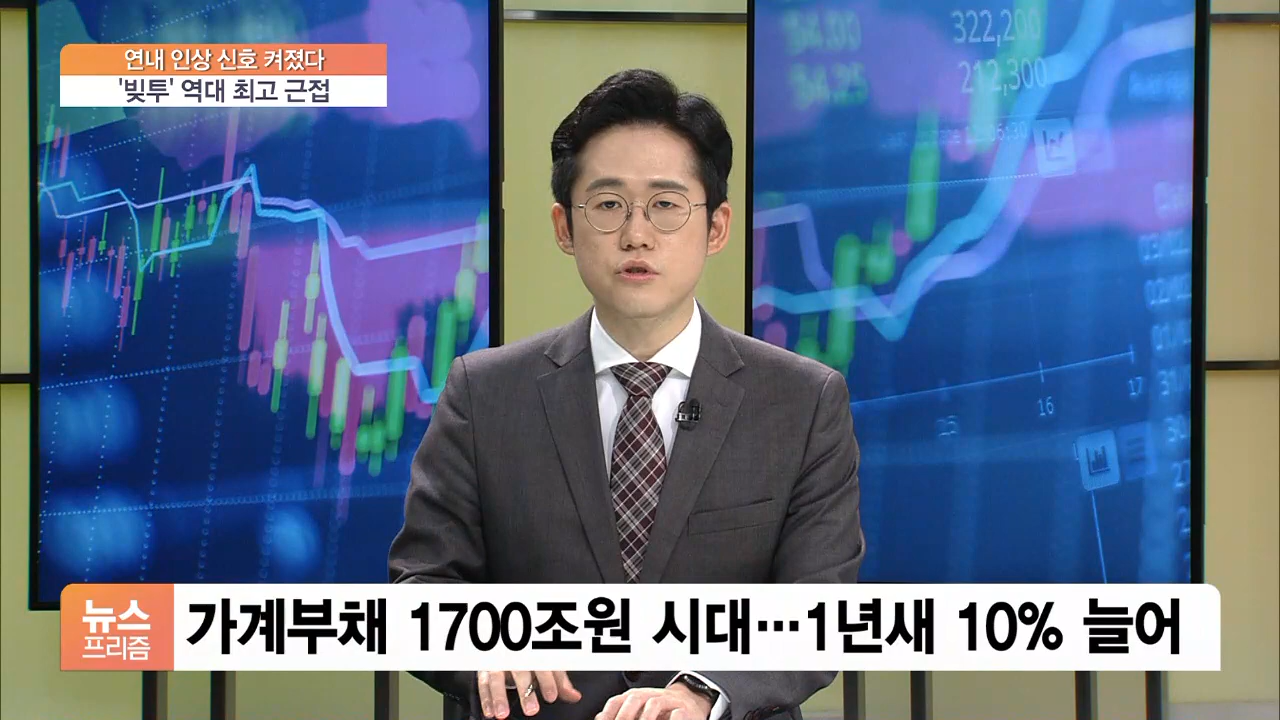 연내 인상 신호 켜졌다
'빚투' 역대 최고 근접
322,200
212,300
16
17
뉴스
프리즘
가계부채 1700조원 시대…1년새 10% 늘어